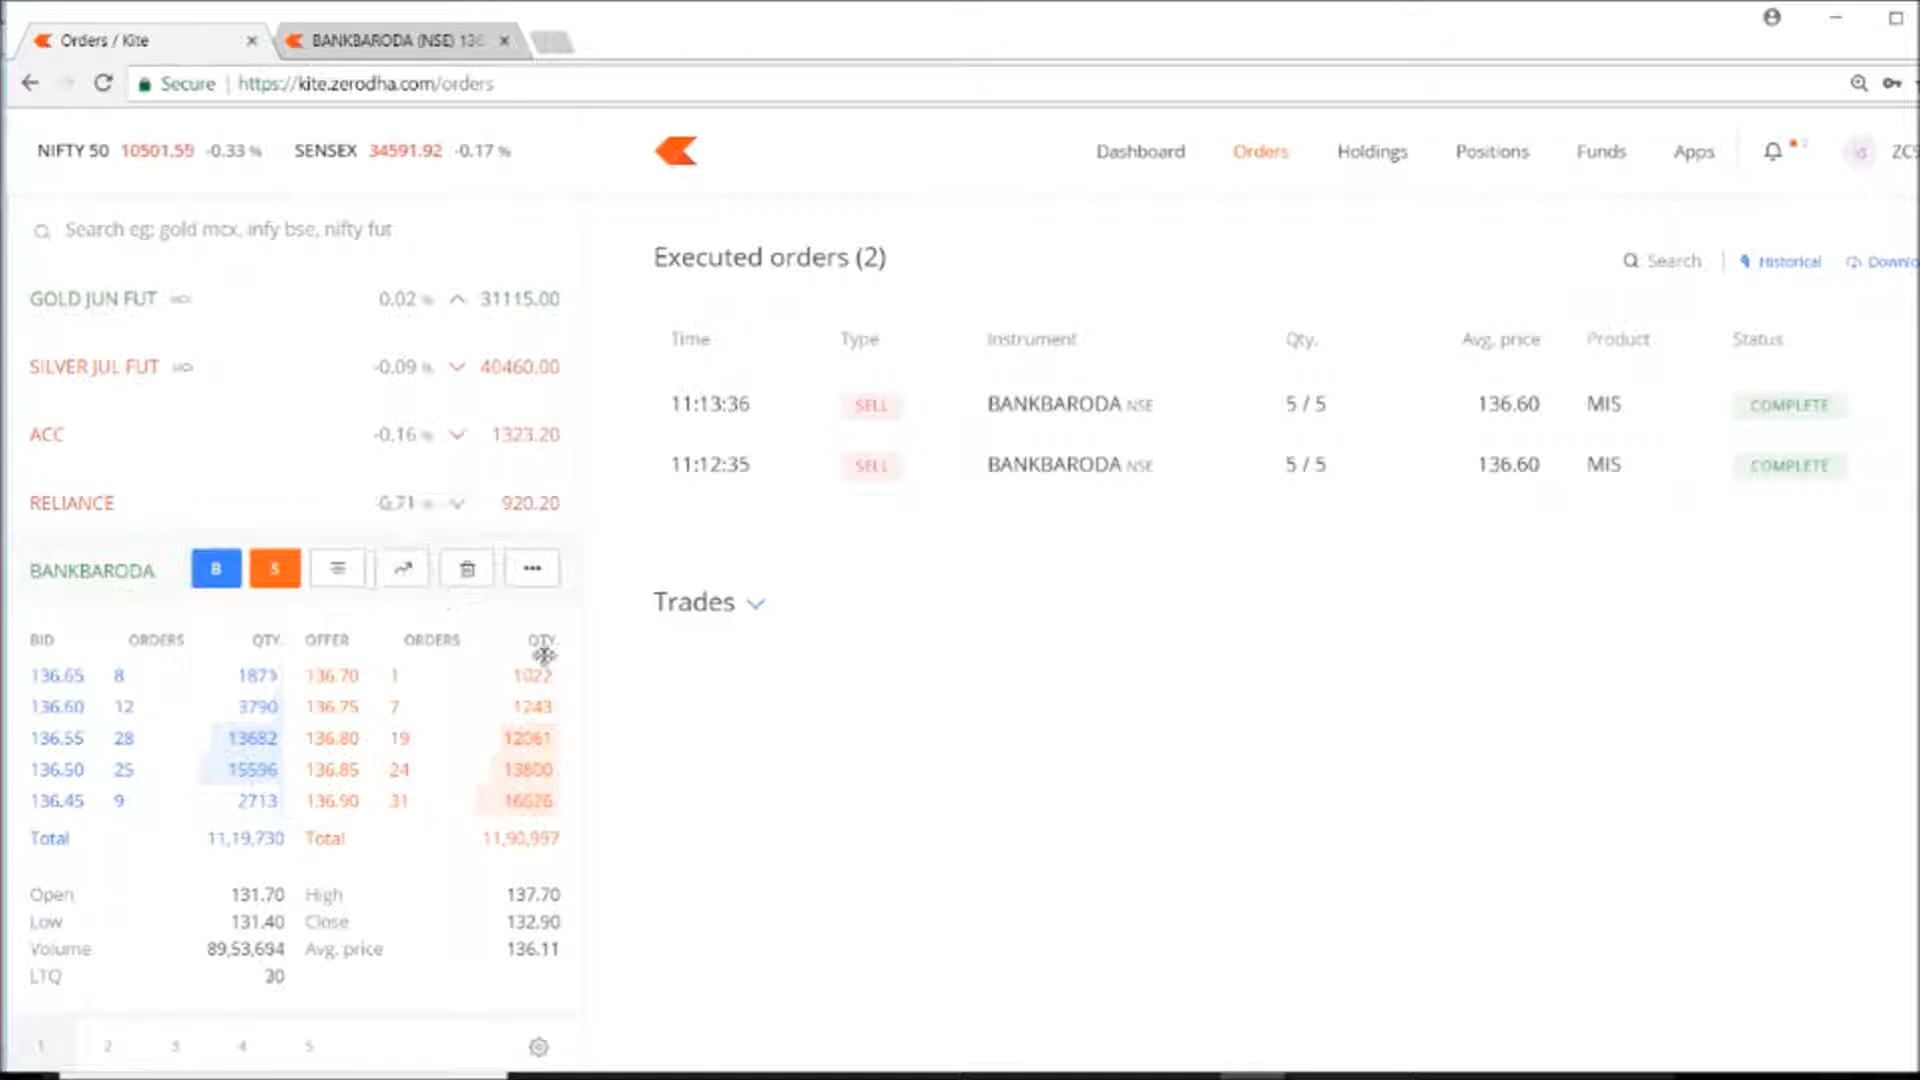 Orders / Kite
BANKBARODA (NSE) 136
Secure | https://kite.zerodha.com/orders
NIFTY 50 10501.55 -0.33 % SENSEX 34591.92 -0.17 %
Dashboard Orders Holdings Positions Funds Apps
Search eg: gold mcx, infy bse, nifty fut
Executed orders (2)
Search Historical Downlo
GOLD JUN FUT 0.02 % 31115.00
SILVER JUL FUT -0.09 % 40460.00
ACC -0.16 % 1323.20
RELIANCE -0.71 % 920.20
Time Type Instrument Qty. Avg. price Product Status
11:13:36 SELL BANKBARODA NSE 5 / 5 136.60 MIS COMPLETE
11:12:35 SELL BANKBARODA NSE 5 / 5 136.60 MIS COMPLETE
BANKBARODA B S
Trades
BID ORDERS QTY. OFFER ORDERS QTY.
136.65 8 136.70 1 1022
136.60 12 3790 136.75 7 1243
136.55 28 13682 136.80 19 12061
136.50 25 15596 136.85 24 13800
136.45 9 2713 136.90 31
Total 11,19,730 Total 11,90,997
Open 131.70 High 137.70
Low 131.40 Close 132.90
Volume 89,53,694 Avg. price 136.11
LTQ
1 2 3 4 5